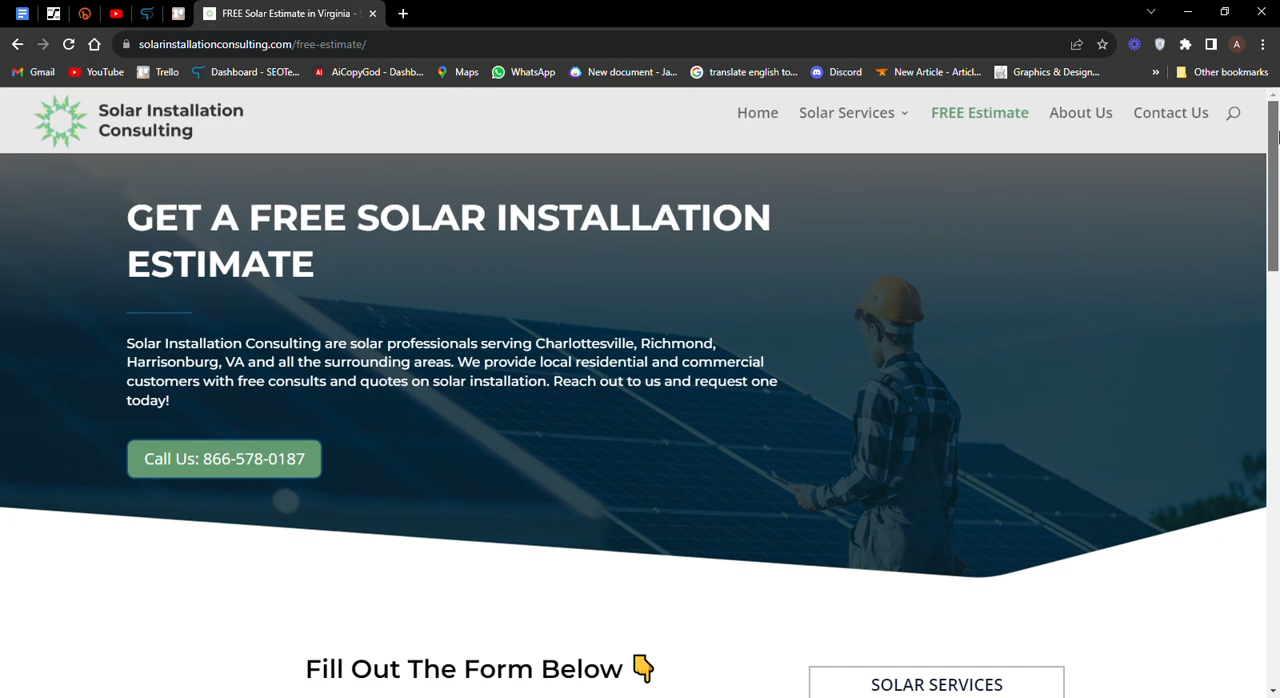 FREE Solar Estimate in Virginia -
solarinstallationconsulting.com/free-estimate/
A
Gmail
YouTube
Trello
Dashboard - SEOTe...
AiCopyGod - Dashb...
Maps
WhatsApp
New document - Ja...
translate english to...
Discord
New Article - Articl...
Graphics & Design...
»
Other bookmarks
Solar Installation
Consulting
Home
Solar Services
FREE Estimate
About Us
Contact Us
GET A FREE SOLAR INSTALLATION
ESTIMATE
Solar Installation Consulting are solar professionals serving Charlottesville, Richmond,
Harrisonburg, VA and all the surrounding areas. We provide local residential and commercial
customers with free consults and quotes on solar installation. Reach out to us and request one
today!
Call Us: 866-578-0187
Fill Out The Form Below 👇
SOLAR SERVICES